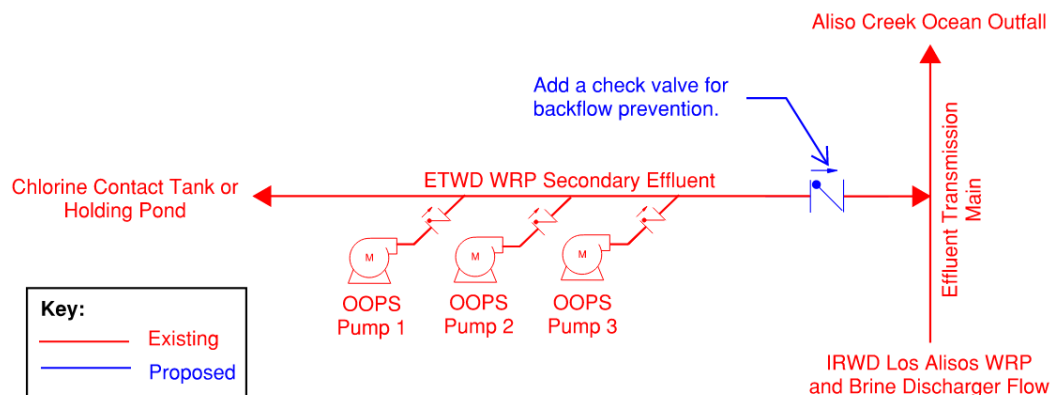 Aliso Creek Ocean Outfall
Add a check valve for
backflow prevention.
Chlorine Contact Tank or
Holding Pond
ETWD WRP Secondary Effluent
Effluent Transmission
Main
M
M
M
OOPS
Pump 1
OOPS
Pump 2
OOPS
Pump 3
Key:
Existing
Proposed
IRWD Los Alisos WRP
and Brine Discharger Flow